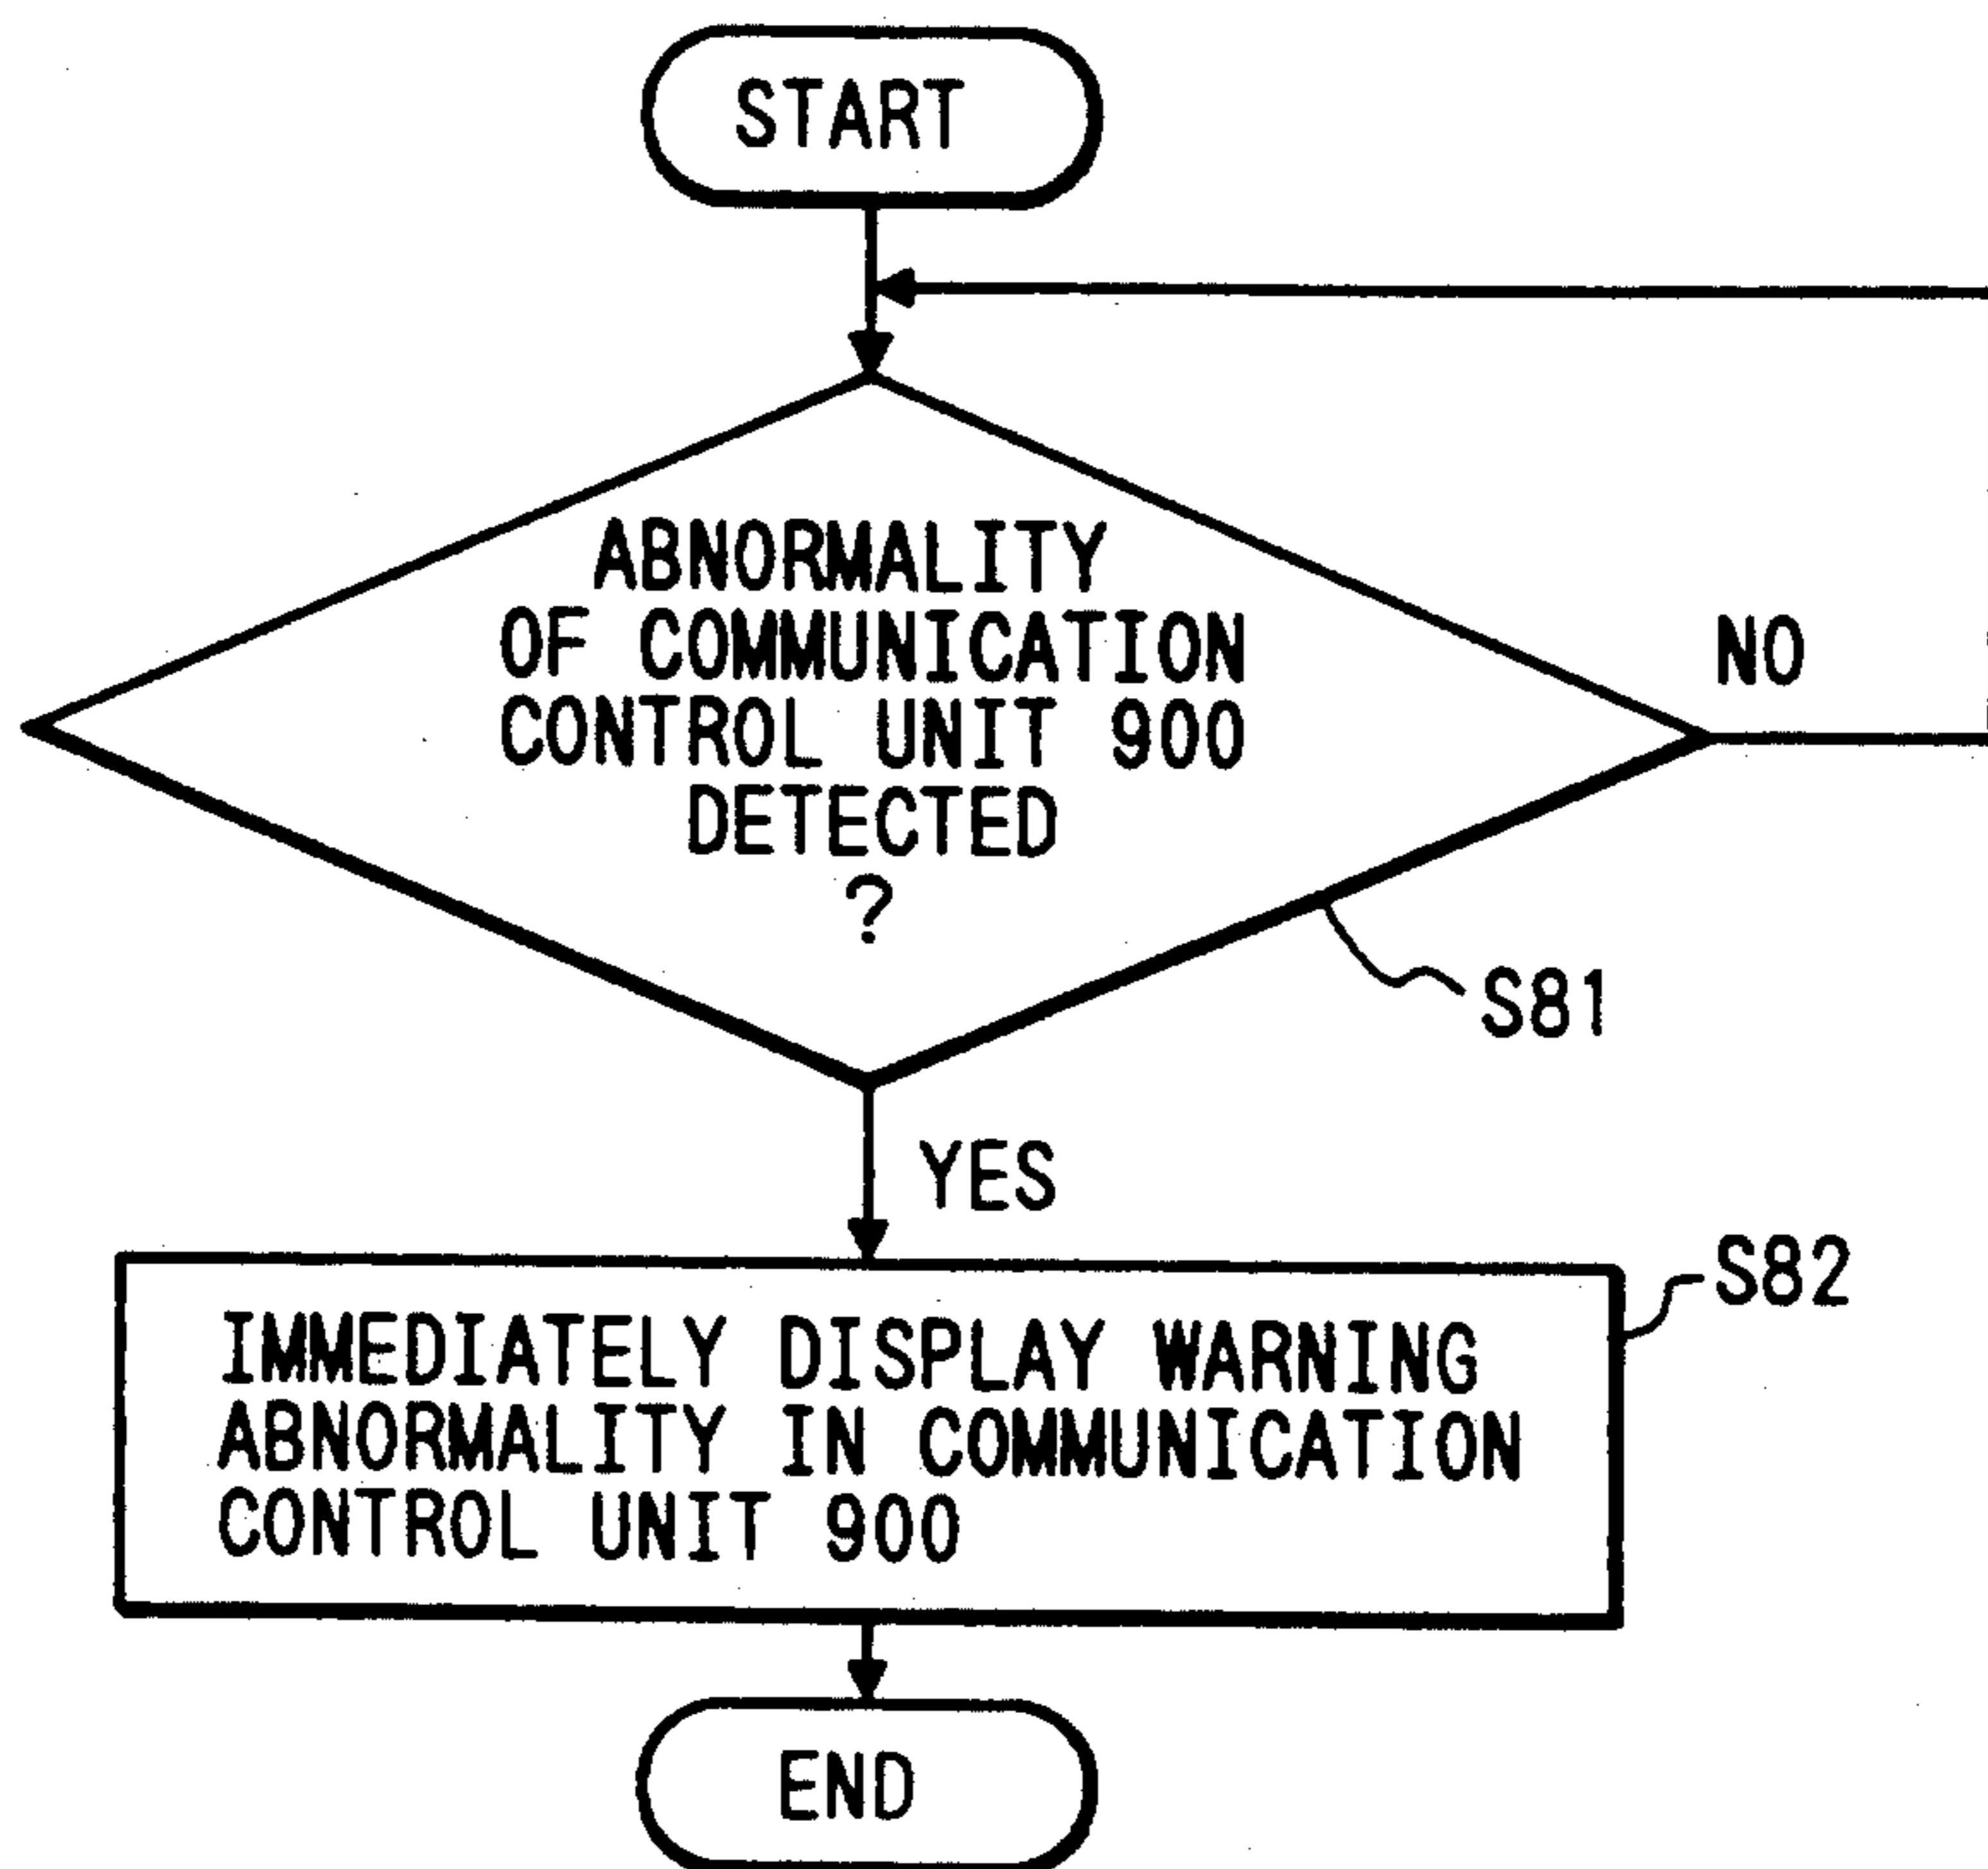 START
ABNORMALITY
OF COMMUNICATION
CONTROL UNIT 900
DETECTED
?
NO
S81
YES
S82
IMMEDIATELY DISPLAY WARNING
ABNORMALITY IN COMMUNICATION
CONTROL UNIT 900
END